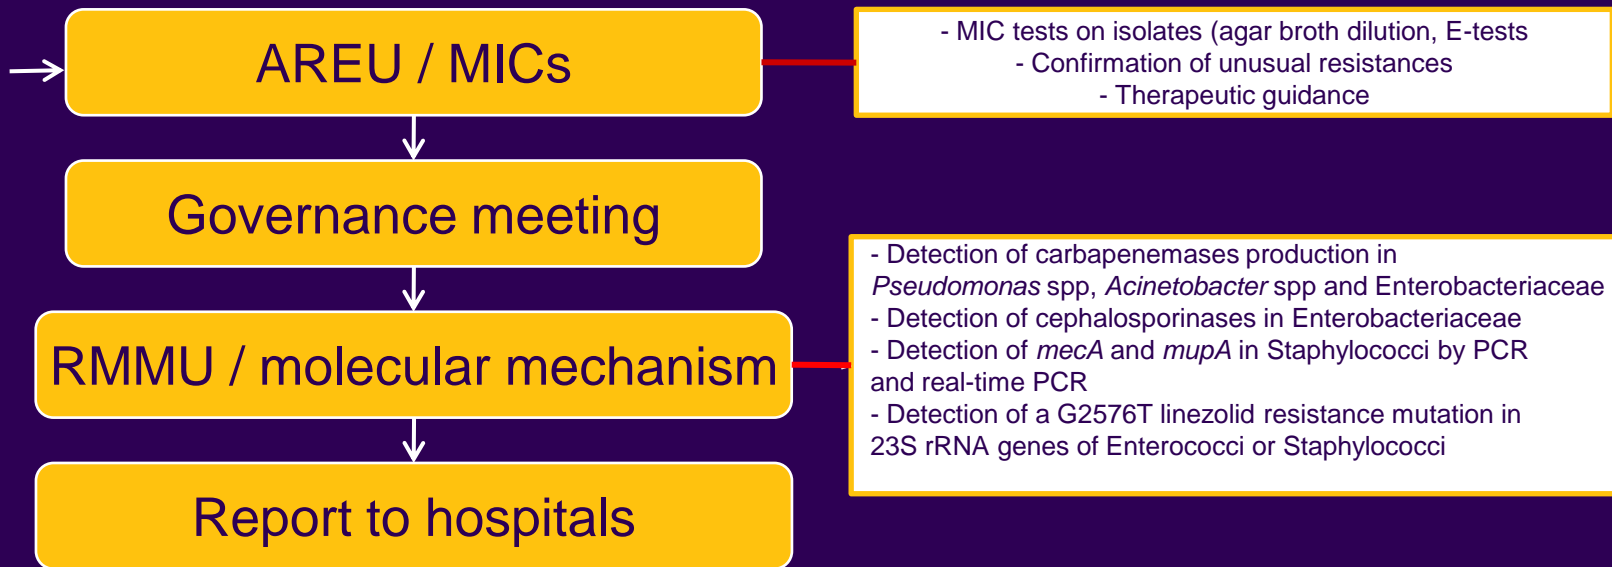 AREU / MICs
- MIC tests on isolates (agar broth dilution, E-tests
- Confirmation of unusual resistances
- Therapeutic guidance
Governance meeting
RMMU / molecular mechanism
- Detection of carbapenemases production in
Pseudomonas spp, Acinetobacter spp and Enterobacteriaceae
- Detection of cephalosporinases in Enterobacteriaceae
- Detection of mecA and mupA in Staphylococci by PCR
and real-time PCR
- Detection of a G2576T linezolid resistance mutation in
23S rRNA genes of Enterococci or Staphylococci
Report to hospitals